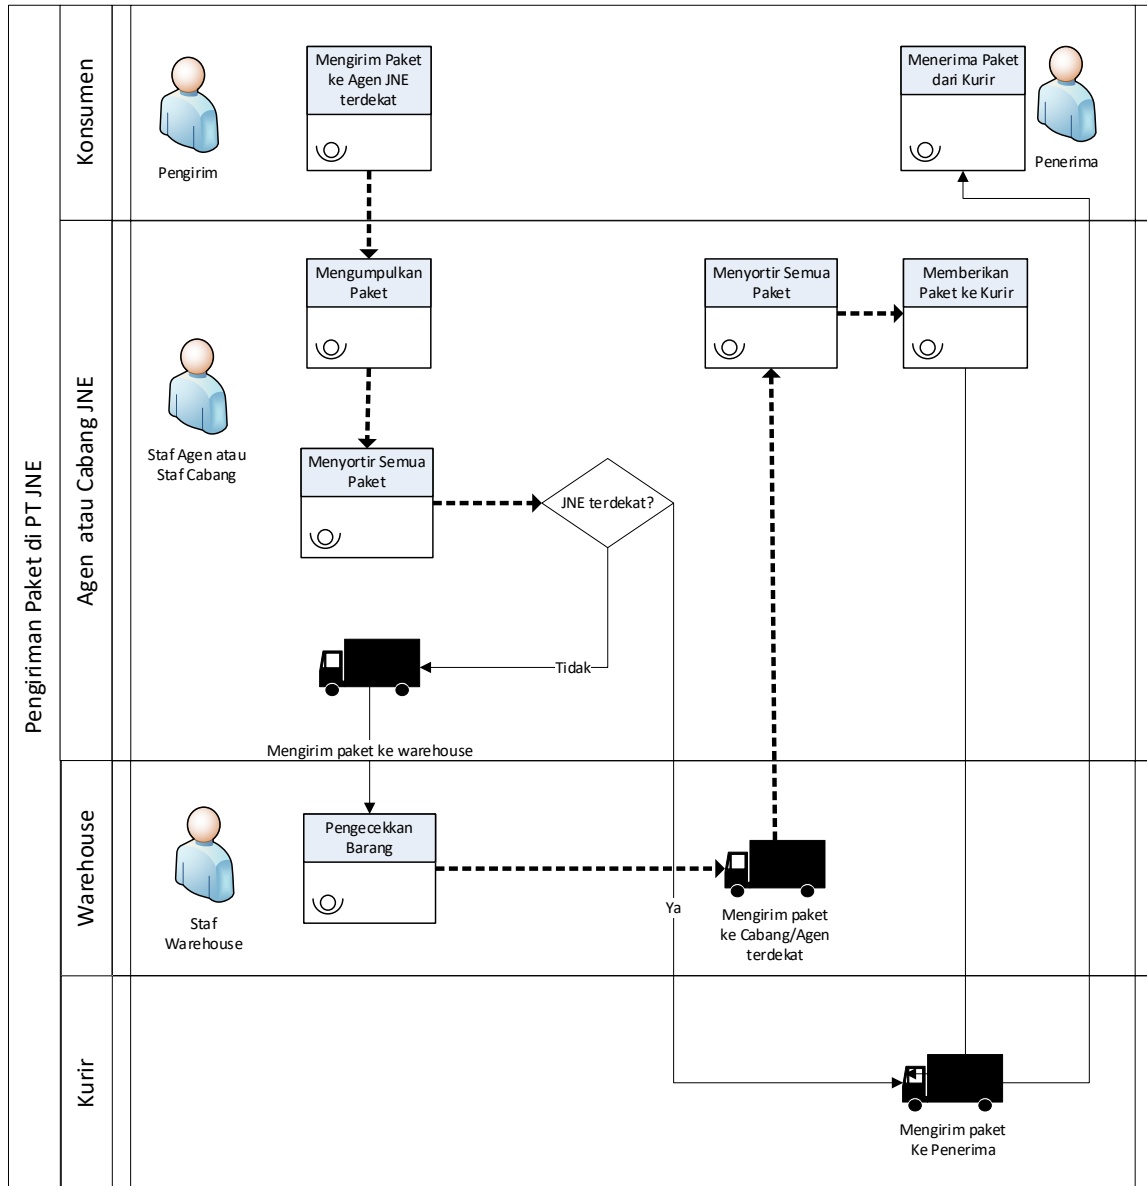 Pengiriman Paket di PT JNE
Konsumen
Pengirim
Mengirim Paket
ke Agen JNE
terdekat
Menerima Paket
dari Kurir
Penerima
Agen atau Cabang JNE
Staf Agen atau
Staf Cabang
Mengumpulkan
Paket
Menyortir Semua
Paket
Memberikan
Paket ke Kurir
Menyortir Semua
Paket
JNE terdekat?
Tidak
Mengirim paket ke warehouse
Warehouse
Staf
Warehouse
Pengecekkan
Barang
Ya
Mengirim paket
ke Cabang/Agen
terdekat
Kurir
Mengirim paket
Ke Penerima